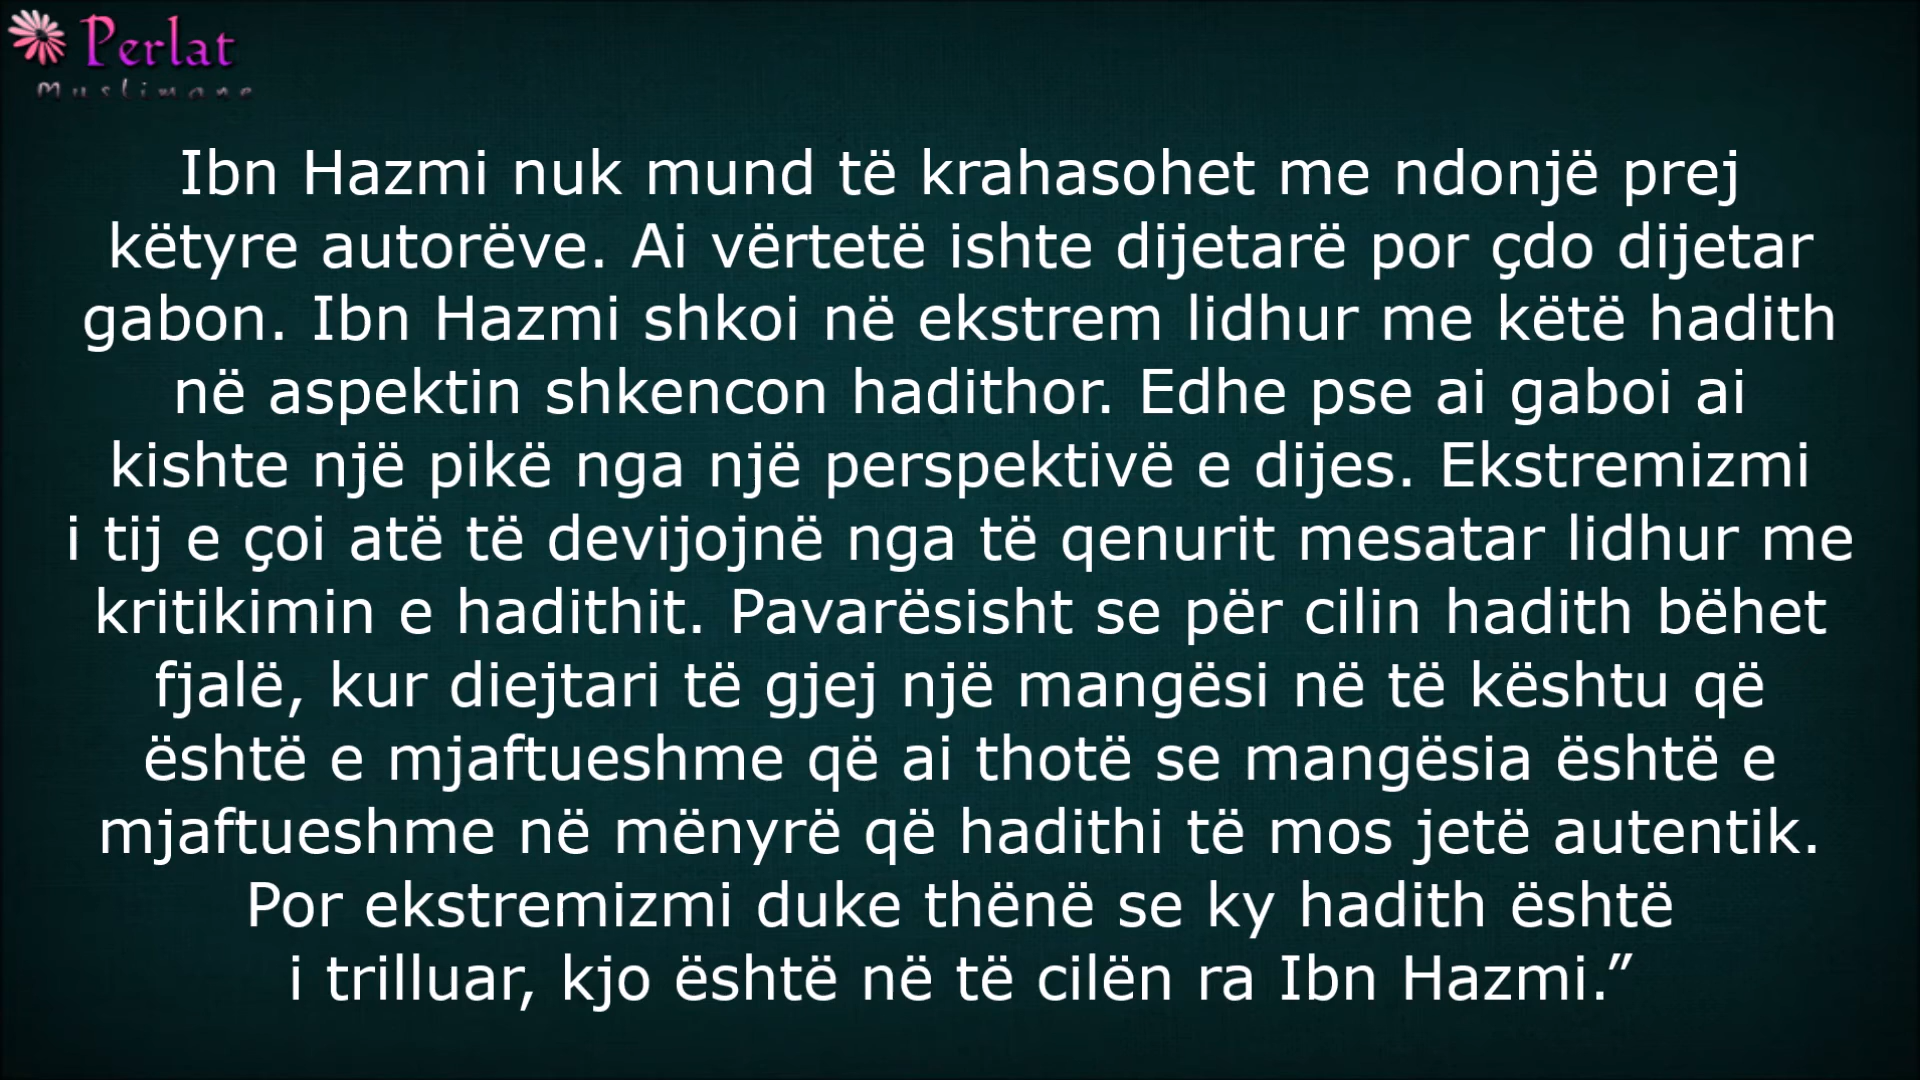 Perlat
Muslimane
Ibn Hazmi nuk mund të krahasohet me ndonjë prej
këtyre autorëve. Ai vërtetë ishte dijetarë por çdo dijetar
gabon. Ibn Hazmi shkoi në ekstrem lidhur me këtë hadith
në aspektin shkencon hadithor. Edhe pse ai gaboi ai
kishte një pikë nga një perspektivë e dijes. Ekstremizmi
i tij e çoi atë të devijojnë nga të qenurit mesatar lidhur me
kritikimin e hadithit. Pavarësisht se për cilin hadith bëhet
fjalë, kur diejtari të gjej një mangësi në të kështu që
është e mjaftueshme që ai thotë se mangësia është e
mjaftueshme në mënyrë që hadithi të mos jetë autentik.
Por ekstremizmi duke thënë se ky hadith është
i trilluar, kjo është në të cilën ra Ibn Hazmi.”